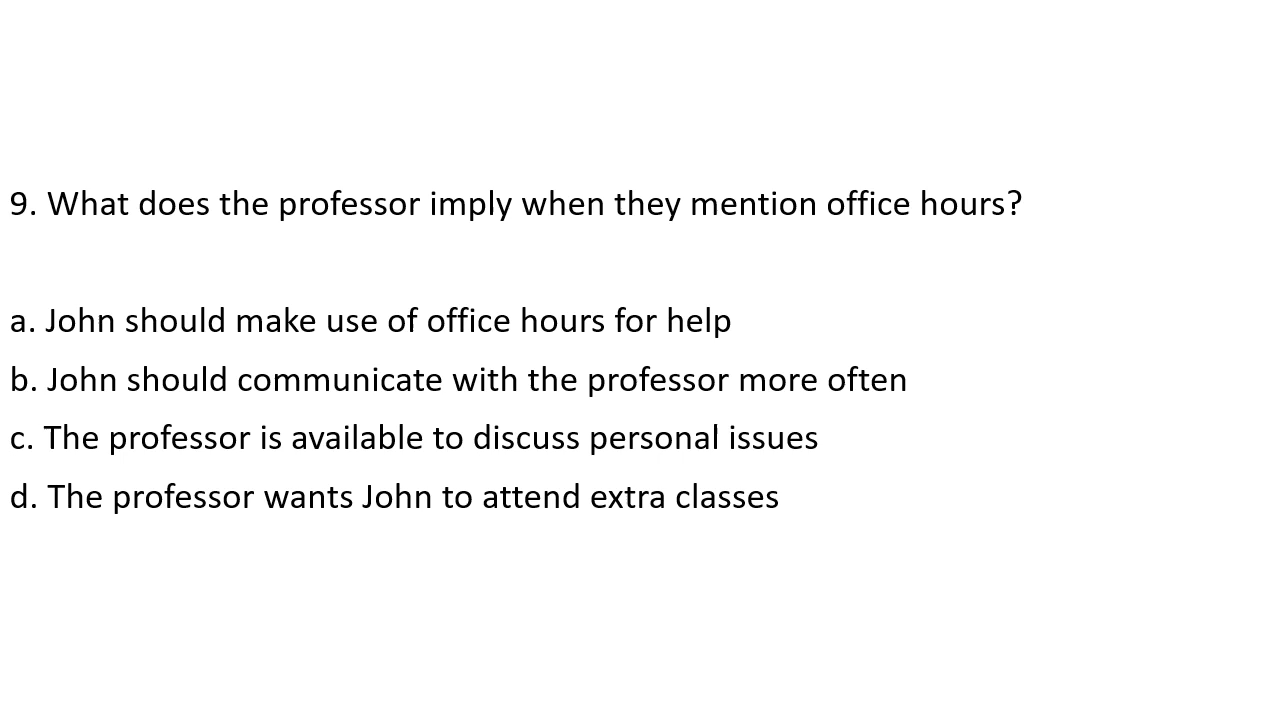 9. What does the professor imply when they mention office hours?
a. John should make use of office hours for help
b. John should communicate with the professor more often
c. The professor is available to discuss personal issues
d. The professor wants John to attend extra classes